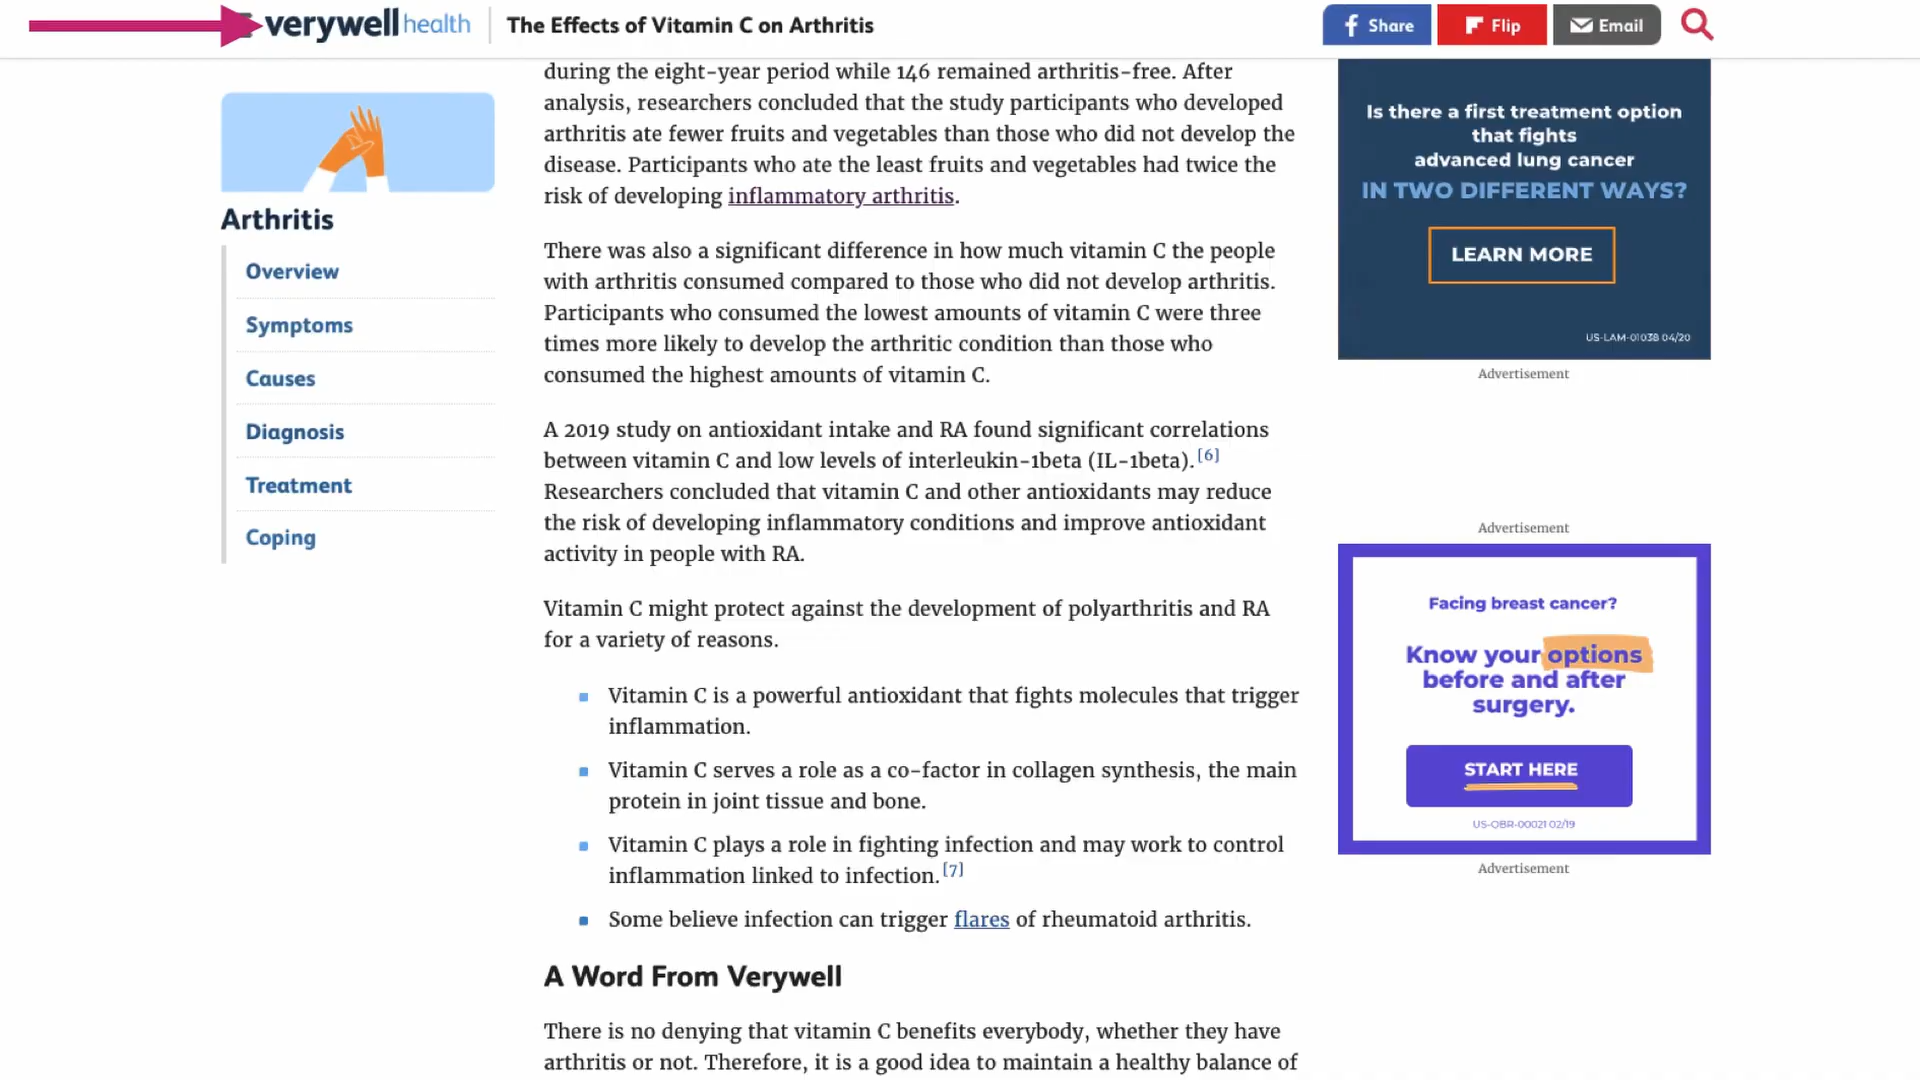 verywell health
The Effects of Vitamin C on Arthritis
Share
Flip
Email
Arthritis
Overview
Symptoms
Causes
Diagnosis
Treatment
Coping
during the eight-year period while 146 remained arthritis-free. After
analysis, researchers concluded that the study participants who developed
arthritis ate fewer fruits and vegetables than those who did not develop the
disease. Participants who ate the least fruits and vegetables had twice the
risk of developing inflammatory arthritis.
There was also a significant difference in how much vitamin C the people
with arthritis consumed compared to those who did not develop arthritis.
Participants who consumed the lowest amounts of vitamin C were three
times more likely to develop the arthritic condition than those who
consumed the highest amounts of vitamin C.
A 2019 study on antioxidant intake and RA found significant correlations
between vitamin C and low levels of interleukin-1beta (IL-1beta).[6]
Researchers concluded that vitamin C and other antioxidants may reduce
the risk of developing inflammatory conditions and improve antioxidant
activity in people with RA.
Vitamin C might protect against the development of polyarthritis and RA
for a variety of reasons.
Vitamin C is a powerful antioxidant that fights molecules that trigger
inflammation.
Vitamin C serves a role as a co-factor in collagen synthesis, the main
protein in joint tissue and bone.
Vitamin C plays a role in fighting infection and may work to control
inflammation linked to infection.[7]
Some believe infection can trigger flares of rheumatoid arthritis.
A Word From Verywell
There is no denying that vitamin C benefits everybody, whether they have
arthritis or not. Therefore, it is a good idea to maintain a healthy balance of
Is there a first treatment option
that fights
advanced lung cancer
IN TWO DIFFERENT WAYS?
LEARN MORE
US-LAM-01038 04/20
Advertisement
Advertisement
Facing breast cancer?
Know your options
before and after
surgery.
START HERE
US-OBR-00021 02/19
Advertisement